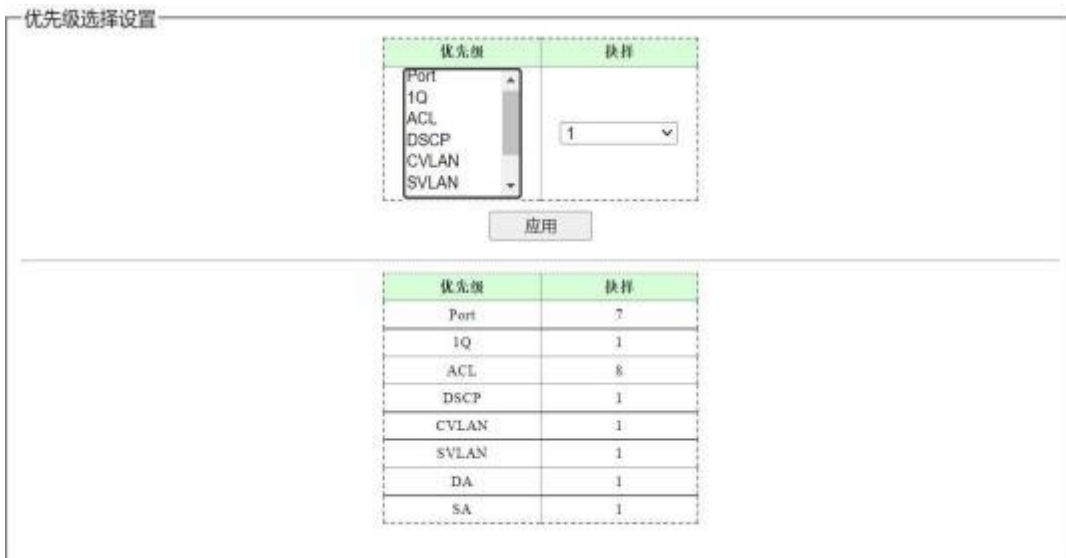 优先级选择设置
优先级 抉择
Port
1Q
ACL
DSCP
CVLAN
SVLAN
1
应用
优先级 抉择
Port 7
1Q 1
ACL 8
DSCP 1
CVLAN 1
SVLAN 1
DA 1
SA 1